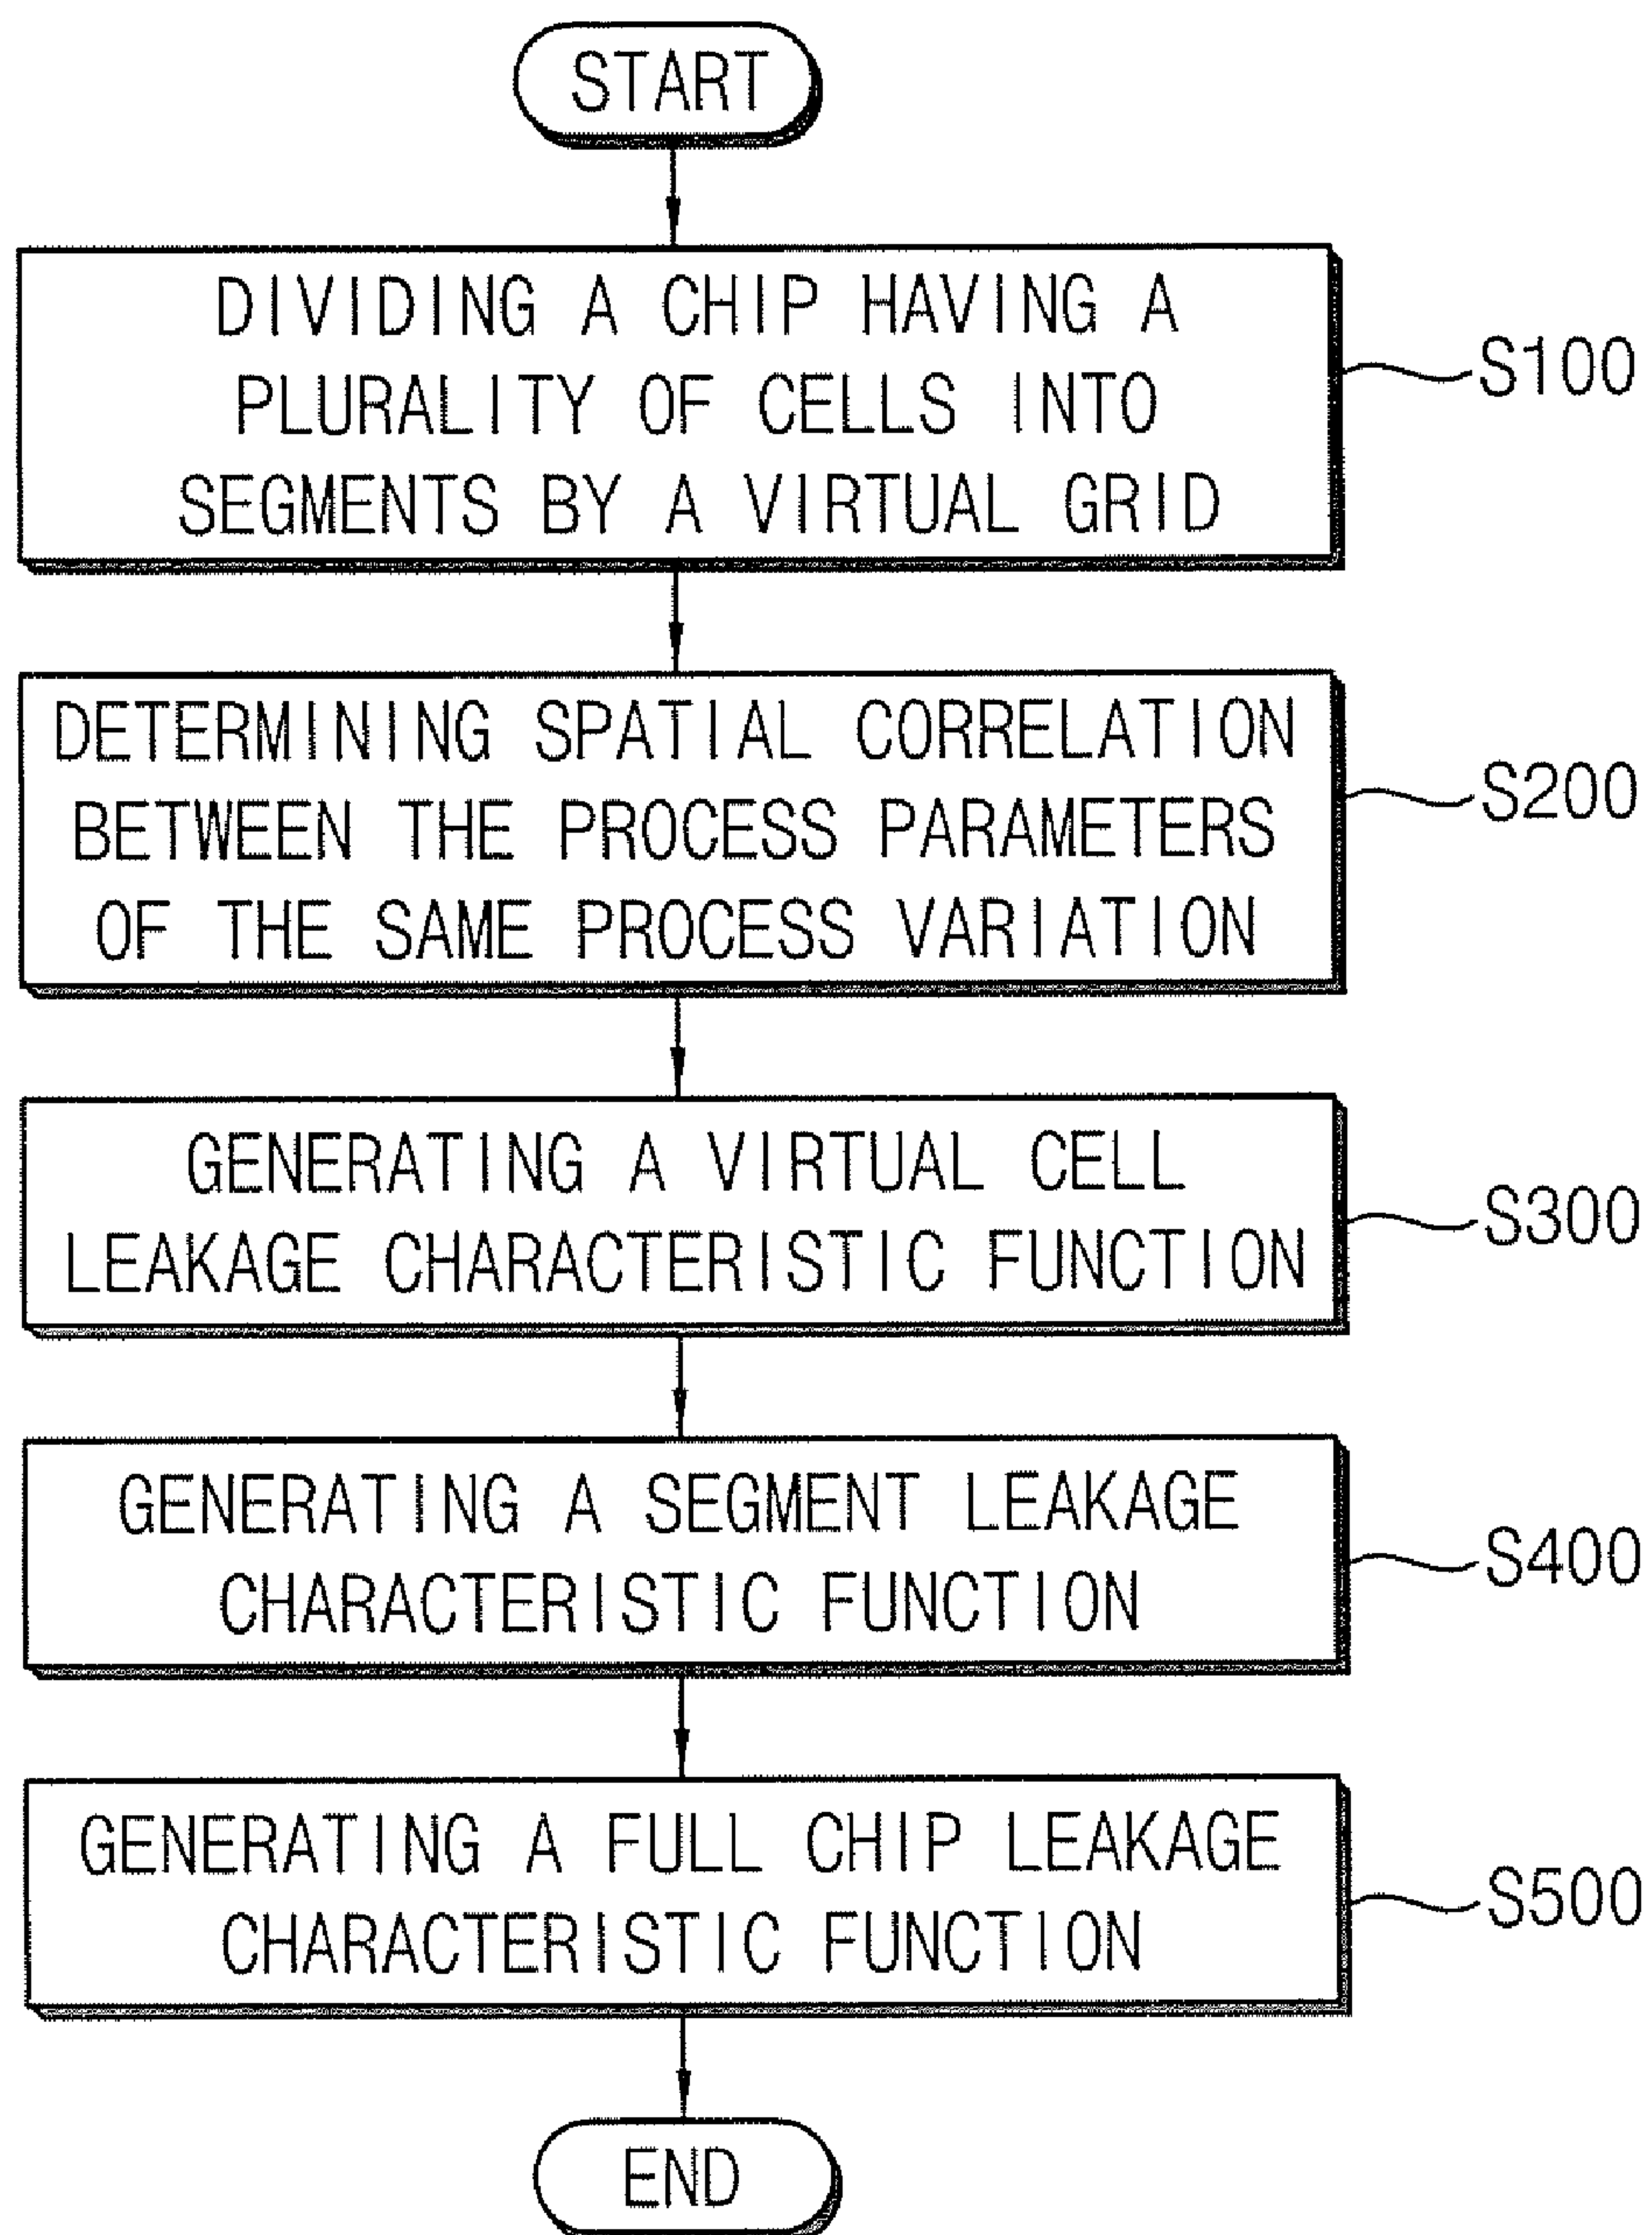 START
DIVIDING A CHIP HAVING A
PLURALITY OF CELLS INTO
SEGMENTS BY A VIRTUAL GRID
S100
DETERMINING SPATIAL CORRELATION
BETWEEN THE PROCESS PARAMETERS
OF THE SAME PROCESS VARIATION
S200
GENERATING A VIRTUAL CELL
LEAKAGE CHARACTERISTIC FUNCTION
S300
GENERATING A SEGMENT LEAKAGE
CHARACTERISTIC FUNCTION
S400
GENERATING A FULL CHIP LEAKAGE
CHARACTERISTIC FUNCTION
S500
END